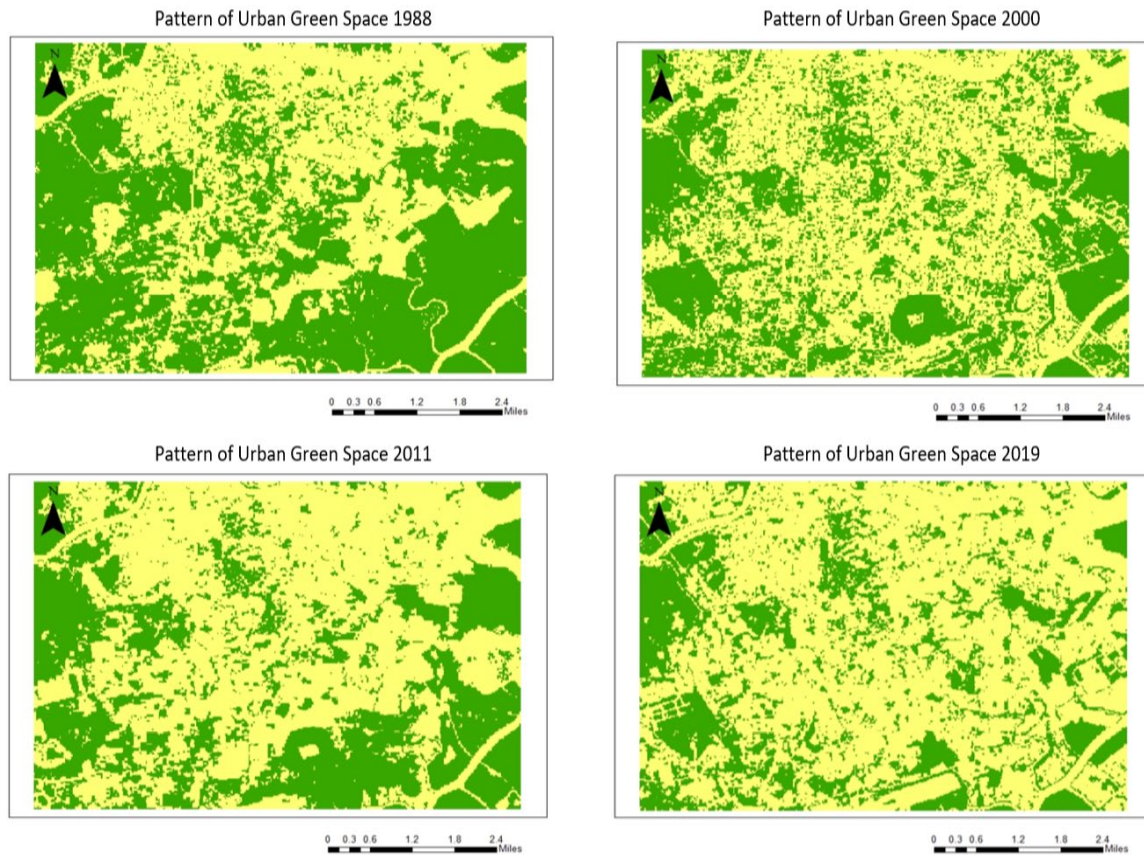 Pattern of Urban Green Space 1988
N
0 0.3 0.6 1.2 1.8 2.4
Miles
Pattern of Urban Green Space 2000
N
0 0.3 0.6 1.2 1.8 2.4
Miles
Pattern of Urban Green Space 2011
N
0 0.3 0.6 1.2 1.8 2.4
Miles
Pattern of Urban Green Space 2019
N
0 0.3 0.6 1.2 1.8 2.4
Miles